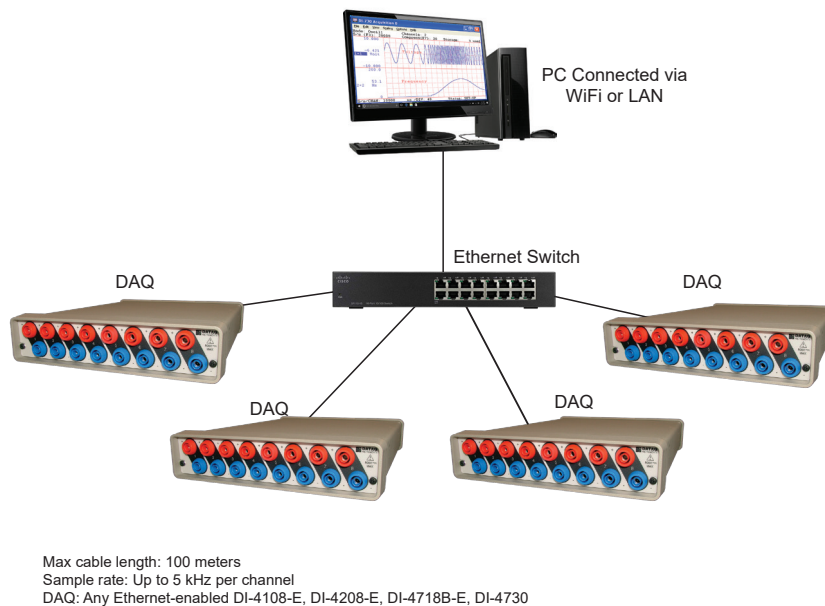 PC Connected via
WiFi or LAN
Ethernet Switch
DAQ
DAQ
DAQ
DAQ
Max cable length: 100 meters
Sample rate: Up to 5 kHz per channel
DAQ: Any Ethernet-enabled DI-4108-E, DI-4208-E, DI-4718B-E, DI-4730